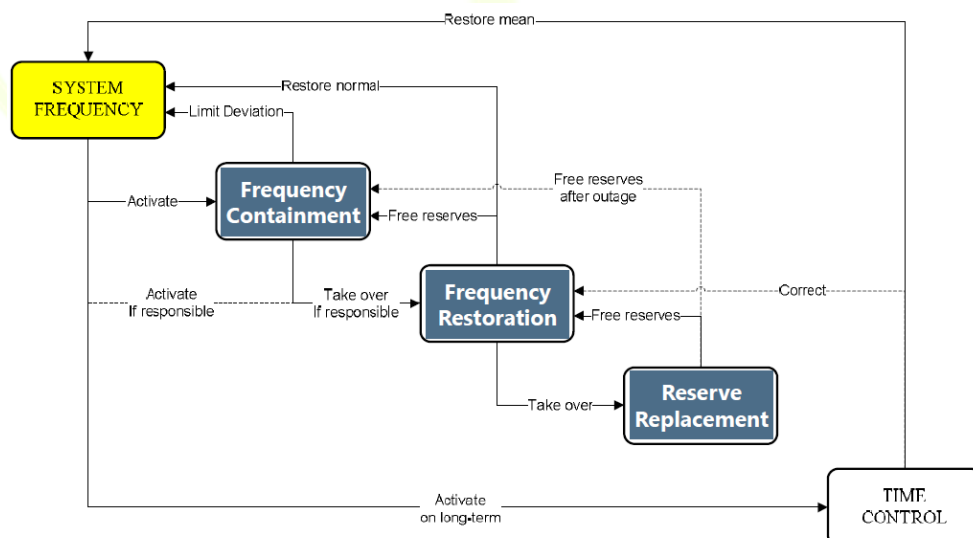 Restore mean
SYSTEM
FREQUENCY
Restore normal
Limit Deviation
Frequency
Containment
Free reserves
after outage
Activate
Free reserves
Activate
If responsible
Take over
If responsible
Frequency
Restoration
Correct
Free reserves
Reserve
Replacement
Take over
Activate
on long-term
TIME
CONTROL